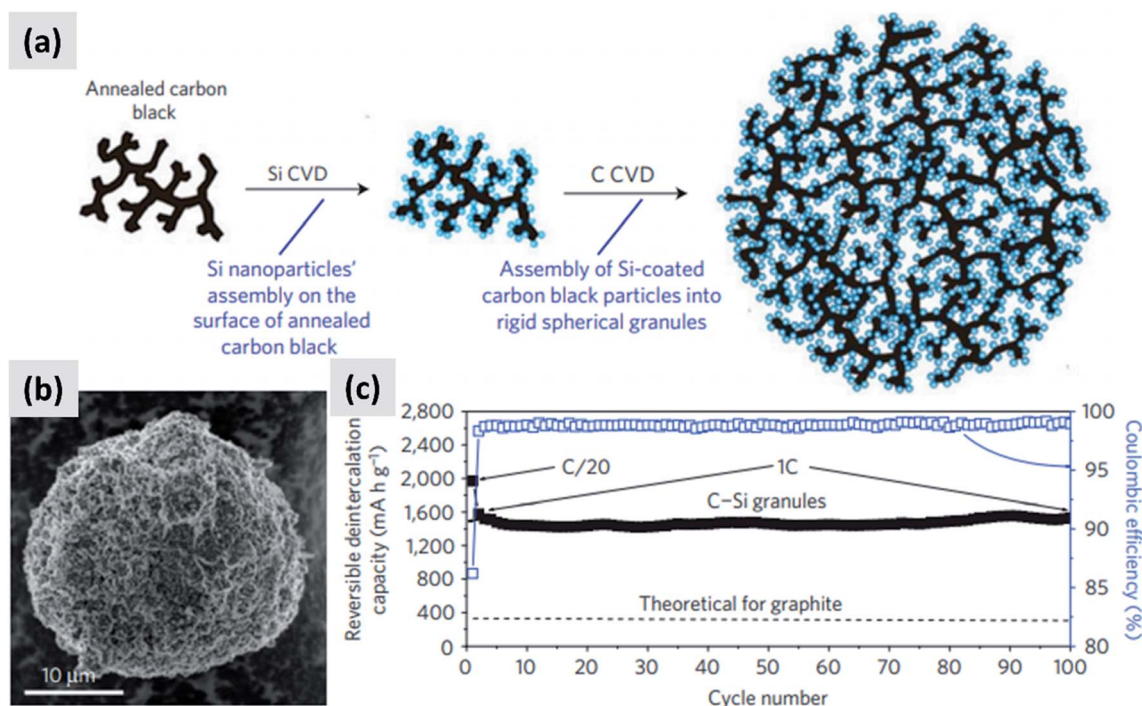 (a)
Annealed carbon
black
Si CVD
C CVD
Si nanoparticles'
assembly on the
surface of annealed
carbon black
Assembly of Si-coated
carbon black particles into
rigid spherical granules
(b)
10 μm
(c)
Reversible deintercalation
capacity (mA h g⁻¹)
2,800
2,400
2,000
1,600
1,200
800
400
0
C/20
1C
C–Si granules
Theoretical for graphite
100
95
90
85
80
Coulombic efficiency (%)
0 10 20 30 40 50 60 70 80 90 100
Cycle number